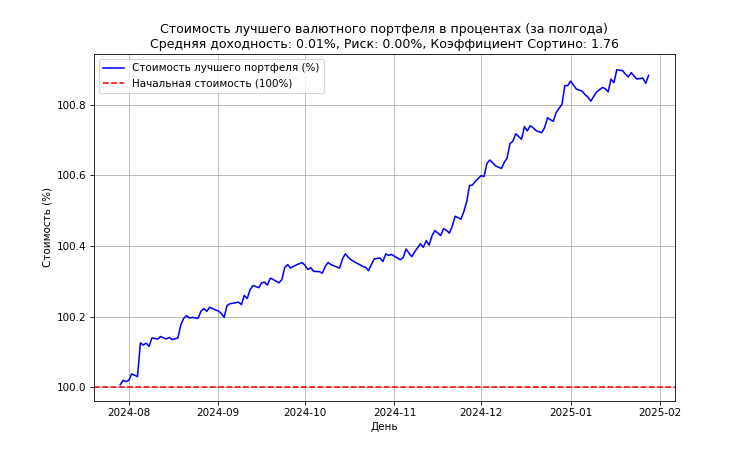 Стоимость лучшего валютного портфеля в процентах (за полгода)
Средняя доходность: 0.01%, Риск: 0.00%, Коэффициент Сортино: 1.76
Стоимость лучшего портфеля (%)
Начальная стоимость (100%)
Стоимость (%)
100.8
100.6
100.4
100.2
100.0
2024-08 2024-09 2024-10 2024-11 2024-12 2025-01 2025-02
День